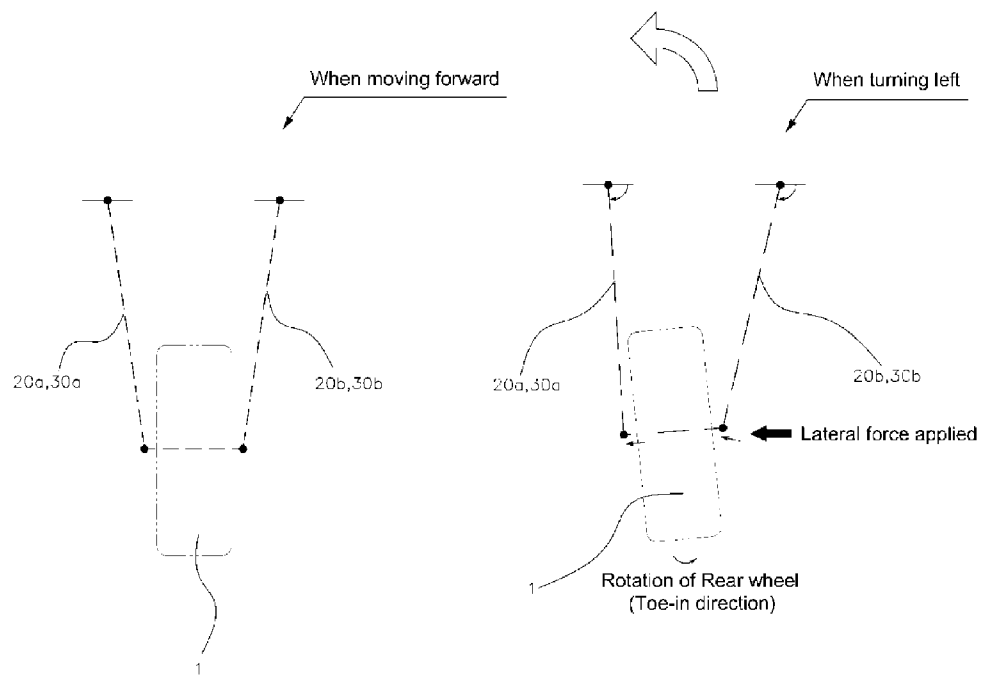 When moving forward
When turning left
20a,30a
20b,30b
20a,30a
20b,30b
Lateral force applied
1
1
Rotation of Rear wheel
(Toe-in direction)